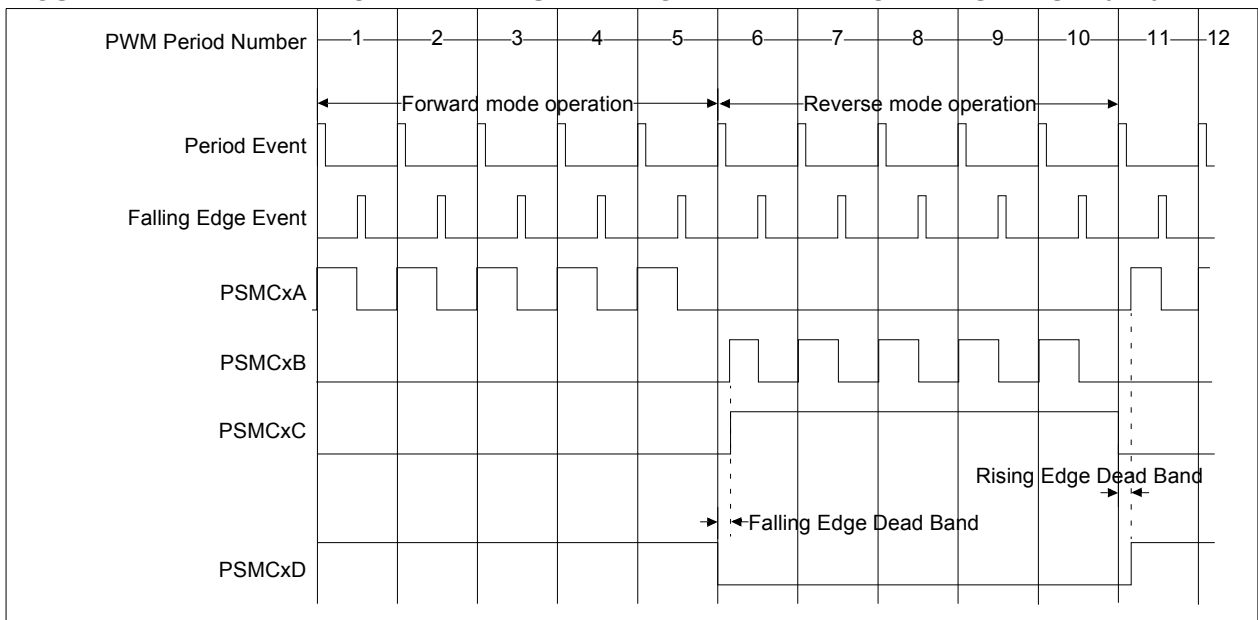 PWM Period Number 1 2 3 4 5 6 7 8 9 10 11 12
Forward mode operation Reverse mode operation
Period Event
Falling Edge Event
PSMCxA
PSMCxB
PSMCxC
Rising Edge Dead Band
Falling Edge Dead Band
PSMCxD